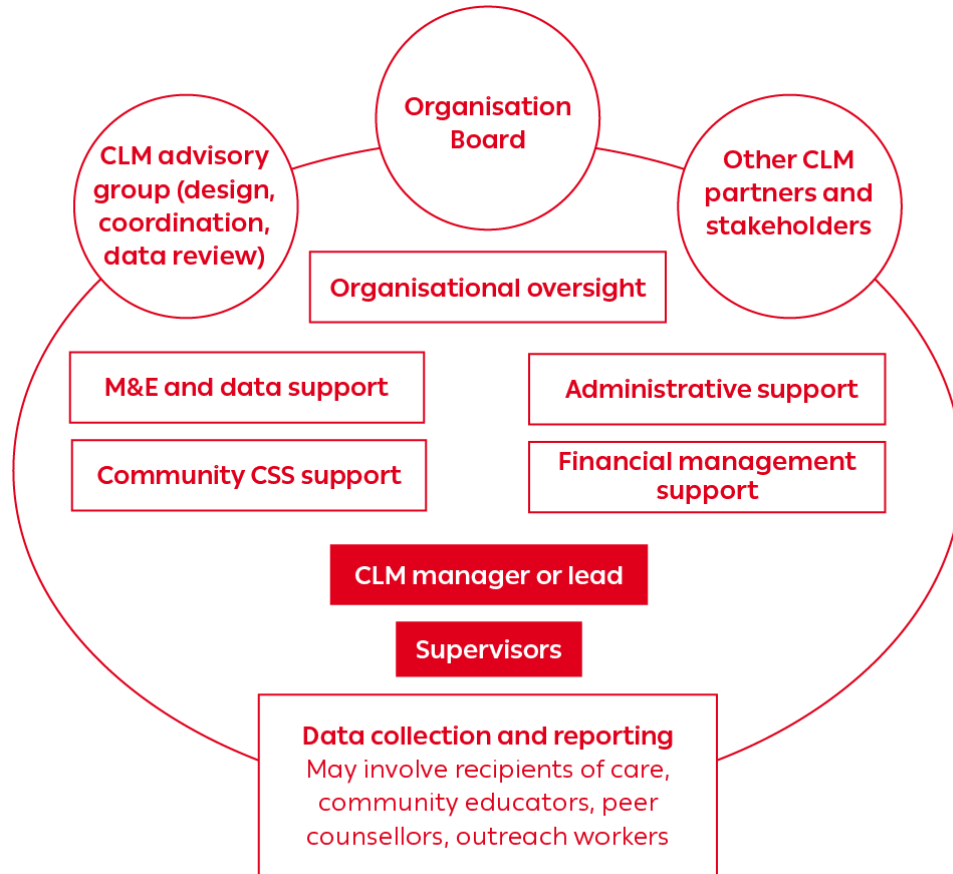 Organisation
Board
CLM advisory
group (design,
coordination,
data review)
Other CLM
partners and
stakeholders
Organisational oversight
M&E and data support
Administrative support
Community CSS support
Financial management
support
CLM manager or lead
Supervisors
Data collection and reporting
May involve recipients of care,
community educators, peer
counsellors, outreach workers